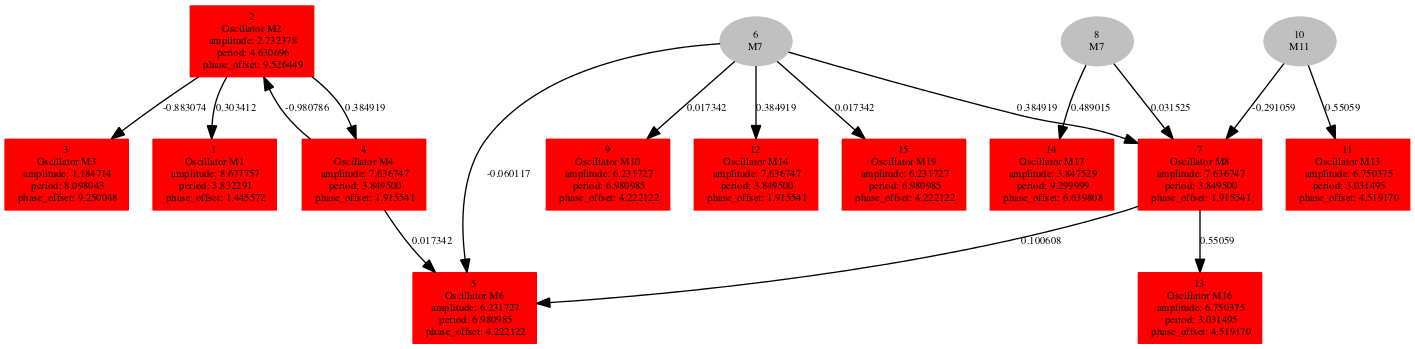 2
Oscillator M2
amplitude: 2.732378
period: 4.630696
phase_offset: 9.526449
6
M7
8
M7
10
M11
-0.883074
0.303412
-0.980786
0.384919
0.017342
0.384919
0.017342
0.384919
0.489015
0.031525
-0.291059
0.55059
3
Oscillator M3
amplitude: 1.184714
period: 8.098043
phase_offset: 9.250048
1
Oscillator M1
amplitude: 8.677757
period: 3.832291
phase_offset: 1.445572
4
Oscillator M4
amplitude: 7.636747
period: 3.849500
phase_offset: 1.915541
-0.060117
9
Oscillator M10
amplitude: 6.231727
period: 6.980985
phase_offset: 4.222122
12
Oscillator M14
amplitude: 7.636747
period: 3.849500
phase_offset: 1.915541
15
Oscillator M19
amplitude: 6.231727
period: 6.980985
phase_offset: 4.222122
14
Oscillator M17
amplitude: 3.847529
period: 9.299999
phase_offset: 6.639808
7
Oscillator M8
amplitude: 7.636747
period: 3.849500
phase_offset: 1.915541
11
Oscillator M13
amplitude: 6.750375
period: 3.031495
phase_offset: 4.519170
0.017342
0.100608
0.55059
5
Oscillator M6
amplitude: 6.231727
period: 6.980985
phase_offset: 4.222122
13
Oscillator M16
amplitude: 6.750375
period: 3.031495
phase_offset: 4.519170